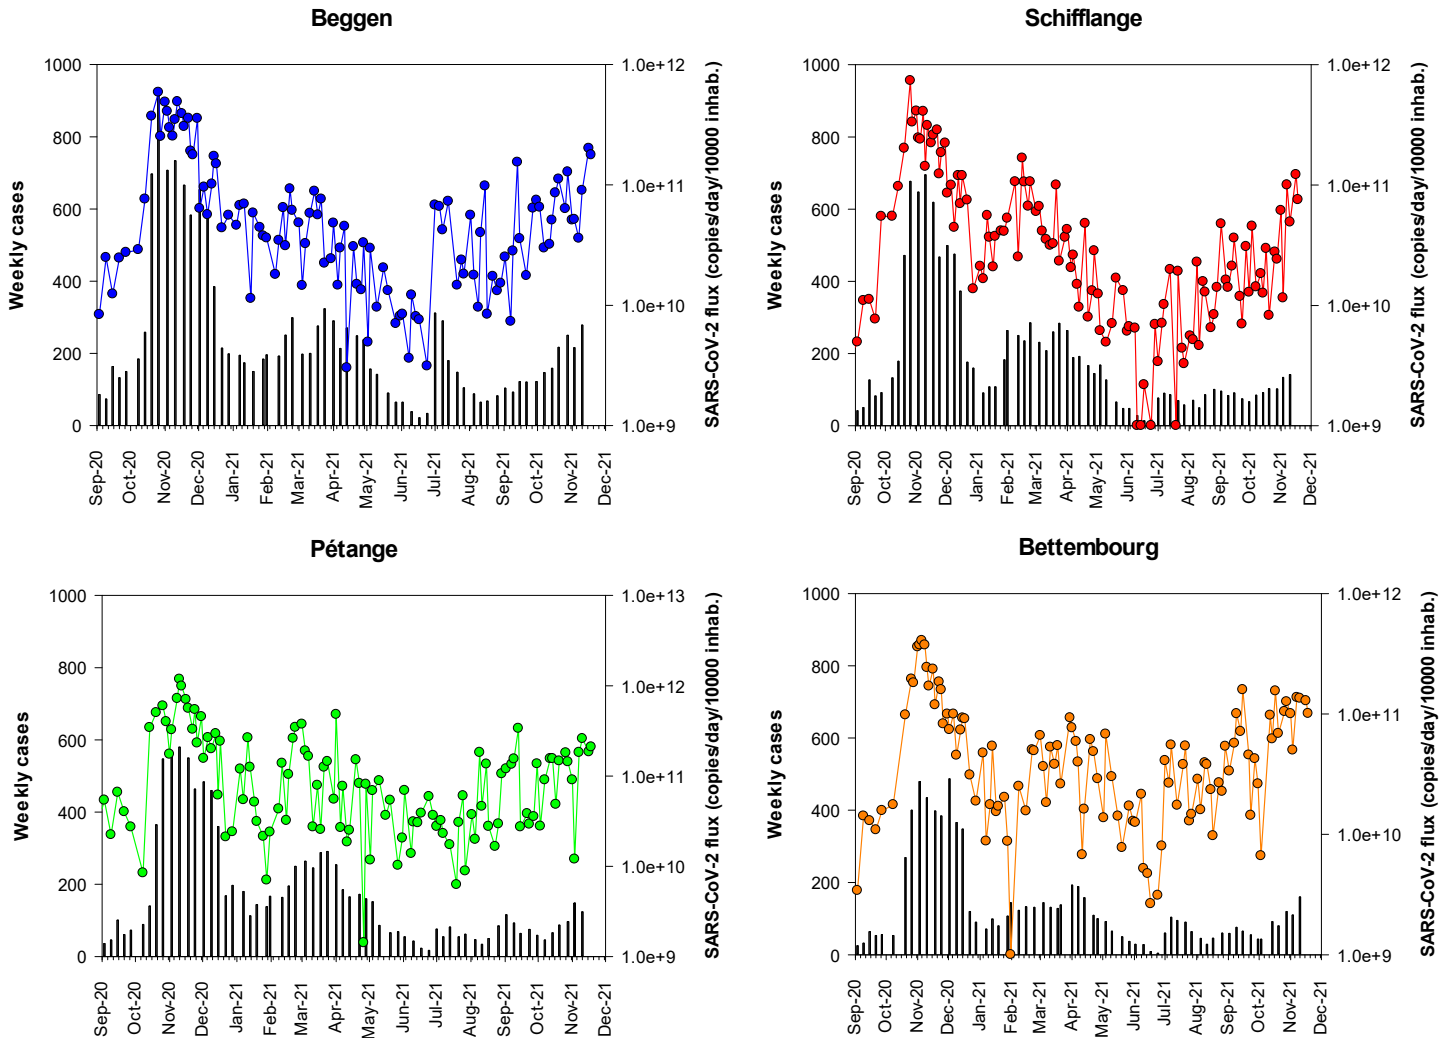 Beggen
1000
800
600
400
200
0
Weekly cases
1.0e+12
1.0e+11
1.0e+10
1.0e+9
SARS-CoV-2 flux (copies/day/10000 inhab.)
Sep-20
Oct-20
Nov-20
Dec-20
Jan-21
Feb-21
Mar-21
Apr-21
May-21
Jun-21
Jul-21
Aug-21
Sep-21
Oct-21
Nov-21
Dec-21
Schifflange
1000
800
600
400
200
0
Weekly cases
1.0e+12
1.0e+11
1.0e+10
1.0e+9
SARS-CoV-2 flux (copies/day/10000 inhab.)
Sep-20
Oct-20
Nov-20
Dec-20
Jan-21
Feb-21
Mar-21
Apr-21
May-21
Jun-21
Jul-21
Aug-21
Sep-21
Oct-21
Nov-21
Dec-21
Pétange
1000
800
600
400
200
0
Weekly cases
1.0e+13
1.0e+12
1.0e+11
1.0e+10
1.0e+9
SARS-CoV-2 flux (copies/day/10000 inhab.)
Sep-20
Oct-20
Nov-20
Dec-20
Jan-21
Feb-21
Mar-21
Apr-21
May-21
Jun-21
Jul-21
Aug-21
Sep-21
Oct-21
Nov-21
Dec-21
Bettembourg
1000
800
600
400
200
0
Weekly cases
1.0e+12
1.0e+11
1.0e+10
1.0e+9
SARS-CoV-2 flux (copies/day/10000 inhab.)
Sep-20
Oct-20
Nov-20
Dec-20
Jan-21
Feb-21
Mar-21
Apr-21
May-21
Jun-21
Jul-21
Aug-21
Sep-21
Oct-21
Nov-21
Dec-21